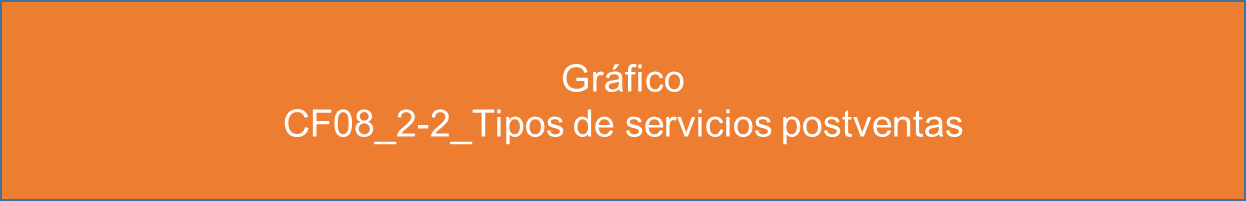 Gráfico
CF08_2-2_Tipos de servicios postventas